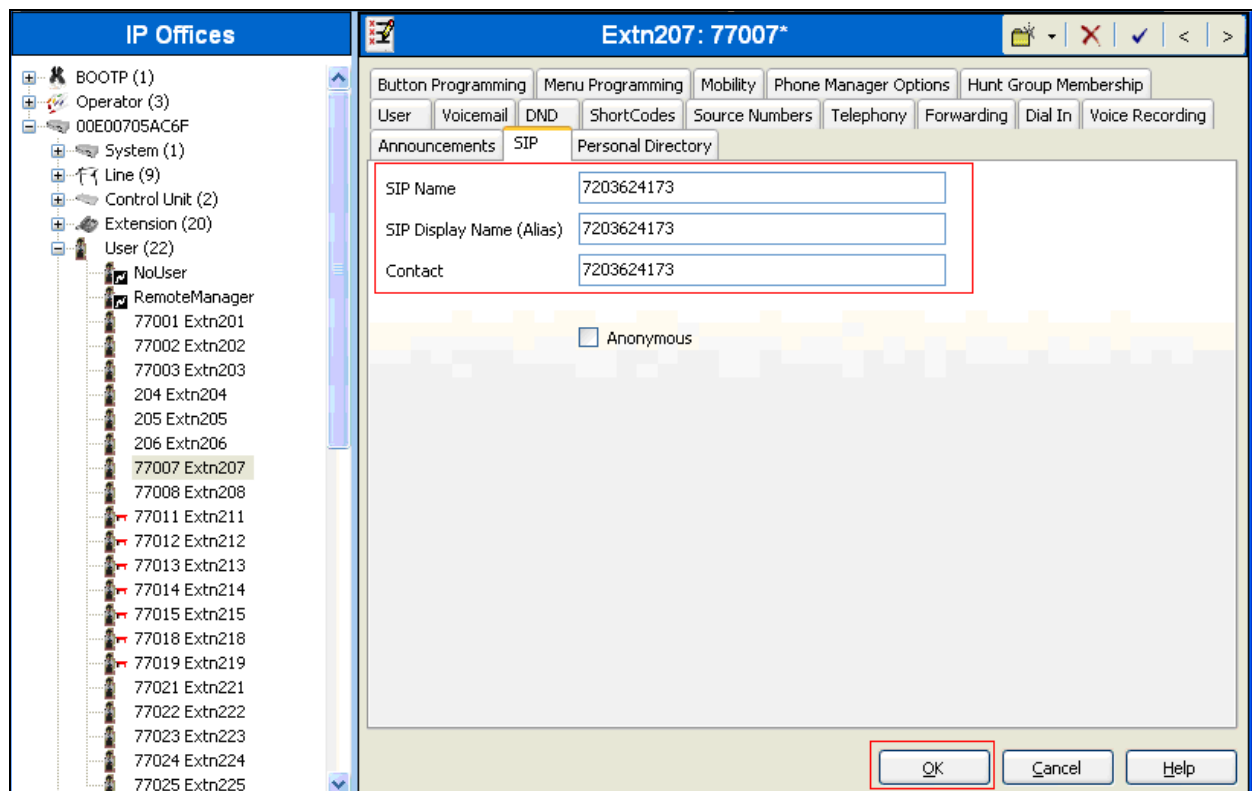 IP Offices
BOOTP (1)
Operator (3)
00E00705AC6F
System (1)
Line (9)
Control Unit (2)
Extension (20)
User (22)
NoUser
RemoteManager
77001 Extn201
77002 Extn202
77003 Extn203
204 Extn204
205 Extn205
206 Extn206
77007 Extn207
77008 Extn208
77011 Extn211
77012 Extn212
77013 Extn213
77014 Extn214
77015 Extn215
77018 Extn218
77019 Extn219
77021 Extn221
77022 Extn222
77023 Extn223
77024 Extn224
77025 Extn225
Extn207: 77007*
Button Programming Menu Programming Mobility Phone Manager Options Hunt Group Membership
User Voicemail DND ShortCodes Source Numbers Telephony Forwarding Dial In Voice Recording
Announcements SIP Personal Directory
SIP Name 7203624173
SIP Display Name (Alias) 7203624173
Contact 7203624173
Anonymous
OK Cancel Help